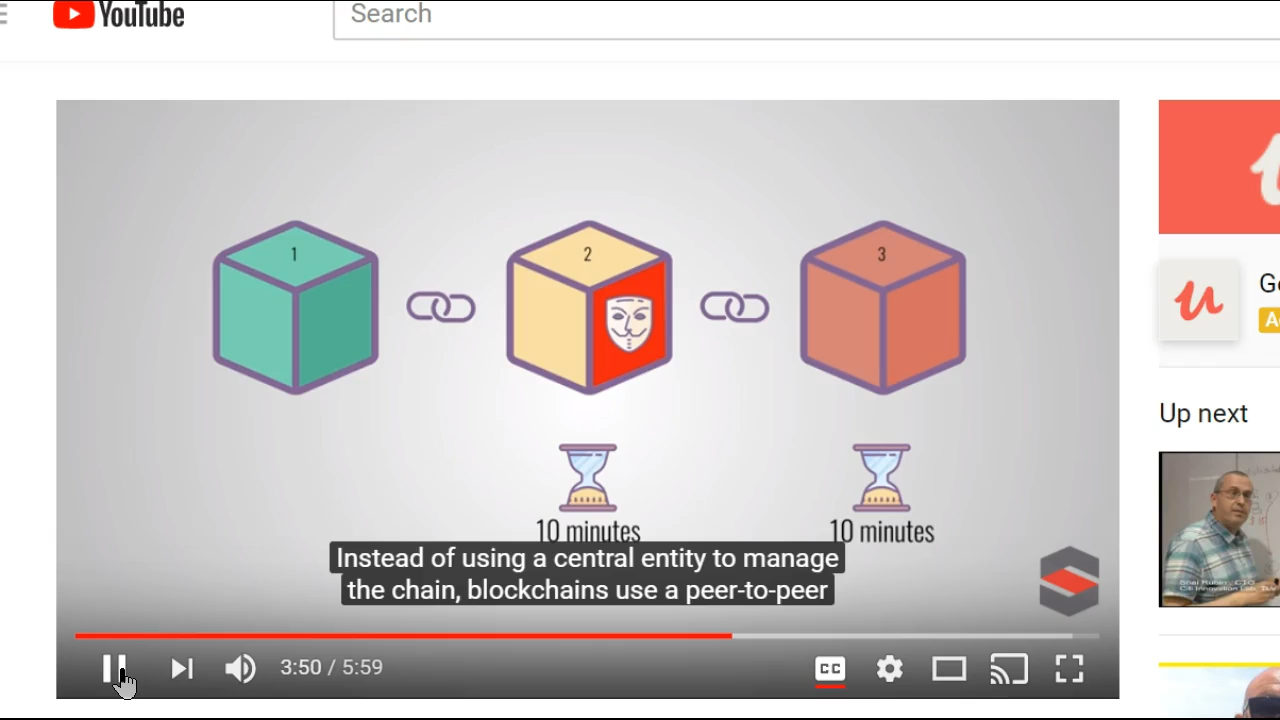 YouTube
Search
1
2
3
10 minutes
10 minutes
Instead of using a central entity to manage
the chain, blockchains use a peer-to-peer
3:50 / 5:59
CC
u
Up next